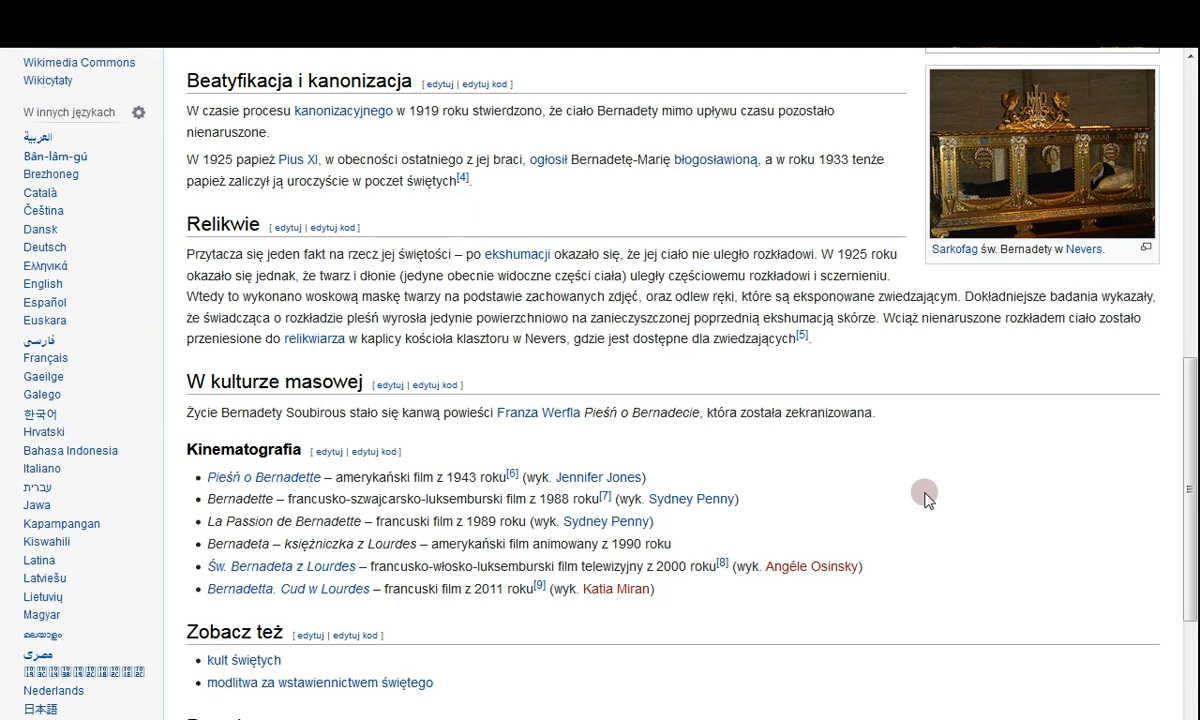 Wikimedia Commons
Wikicytaty
W innych językach
العربية
Bân-lâm-gú
Brezhoneg
Català
Čeština
Dansk
Deutsch
Ελληνικά
English
Español
Euskara
فارسی
Français
Gaeilge
Galego
한국어
Hrvatski
Bahasa Indonesia
Italiano
עברית
Jawa
Kapampangan
Kiswahili
Latina
Latviešu
Lietuvių
Magyar
മലയാളം
مصرى
Nederlands
日本語
Beatyfikacja i kanonizacja [ edytuj | edytuj kod ]
W czasie procesu kanonizacyjnego w 1919 roku stwierdzono, że ciało Bernadety mimo upływu czasu pozostało
nienaruszone.
W 1925 papież Pius XI, w obecności ostatniego z jej braci, ogłosił Bernadetę-Marię błogosławioną, a w roku 1933 tenże
papież zaliczył ją uroczyście w poczet świętych[4].
Relikwie [ edytuj | edytuj kod ]
Przytacza się jeden fakt na rzecz jej świętości – po ekshumacji okazało się, że jej ciało nie uległo rozkładowi. W 1925 roku
okazało się jednak, że twarz i dłonie (jedyne obecnie widoczne części ciała) uległy częściowemu rozkładowi i sczernieniu.
Wtedy to wykonano woskową maskę twarzy na podstawie zachowanych zdjęć, oraz odlew ręki, które są eksponowane zwiedzającym. Dokładniejsze badania wykazały,
że świadcząca o rozkładzie pleśń wyrosła jedynie powierzchniowo na zanieczyszczonej poprzednią ekshumacją skórze. Wciąż nienaruszone rozkładem ciało zostało
przeniesione do relikwiarza w kaplicy kościoła klasztoru w Nevers, gdzie jest dostępne dla zwiedzających[5].
Sarkofag św. Bernadety w Nevers.
W kulturze masowej [ edytuj | edytuj kod ]
Życie Bernadety Soubirous stało się kanwą powieści Franza Werfla Pieśń o Bernadecie, która została zekranizowana.
Kinematografia [ edytuj | edytuj kod ]
• Pieśń o Bernadette – amerykański film z 1943 roku[6] (wyk. Jennifer Jones)
• Bernadette – francusko-szwajcarsko-luksemburski film z 1988 roku[7] (wyk. Sydney Penny)
• La Passion de Bernadette – francuski film z 1989 roku (wyk. Sydney Penny)
• Bernadeta – księżniczka z Lourdes – amerykański film animowany z 1990 roku
• Św. Bernadeta z Lourdes – francusko-włosko-luksemburski film telewizyjny z 2000 roku[8] (wyk. Angéle Osinsky)
• Bernadetta. Cud w Lourdes – francuski film z 2011 roku[9] (wyk. Katia Miran)
Zobacz też [ edytuj | edytuj kod ]
• kult świętych
• modlitwa za wstawiennictwem świętego